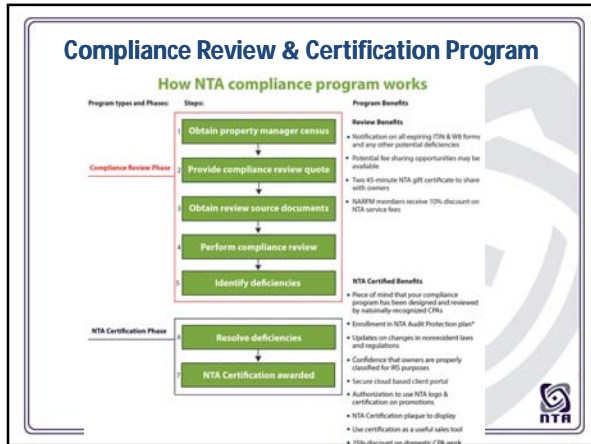 Compliance Review & Certification Program
How NTA compliance program works
Program types and Phases:
Steps:
Program Benefits
Compliance Review Phase
1 Obtain property manager census
2 Provide compliance review quote
3 Obtain review source documents
4 Perform compliance review
5 Identify deficiencies
Review Benefits
• Notification on all expiring ITIN & W8 forms
and any other potential deficiencies
• Potential fee sharing opportunities may be
available
• Two 45-minute NTA gift certificate to share
with owners
• NARPM members receive 10% discount on
NTA service fees
NTA Certification Phase
6 Resolve deficiencies
7 NTA Certification awarded
NTA Certified Benefits
• Piece of mind that your compliance
program has been designed and reviewed
by natoinally-recognized CPAs
• Enrollment in NTA Audit Protection plan*
• Updates on changes in nonresident laws
and regulations
• Confidence that owners are properly
classified for IRS purposes
• Secure cloud based client portal
• Authorization to use NTA logo &
certification on promotions
• NTA Certification plaque to display
• Use certification as a useful sales tool
• 25% discount on domestic CPA work
NTA